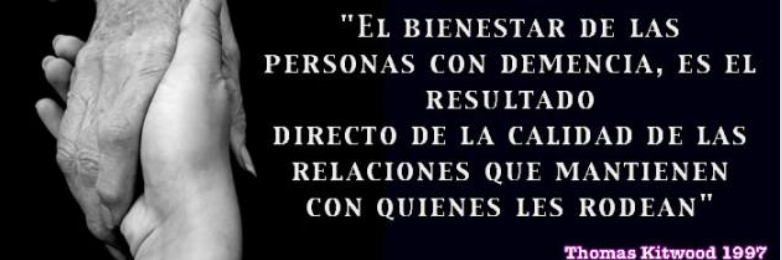 "El bienestar de las
personas con demencia, es el
resultado
directo de la calidad de las
relaciones que mantienen
con quienes les rodean"
Thomas Kitwood 1997